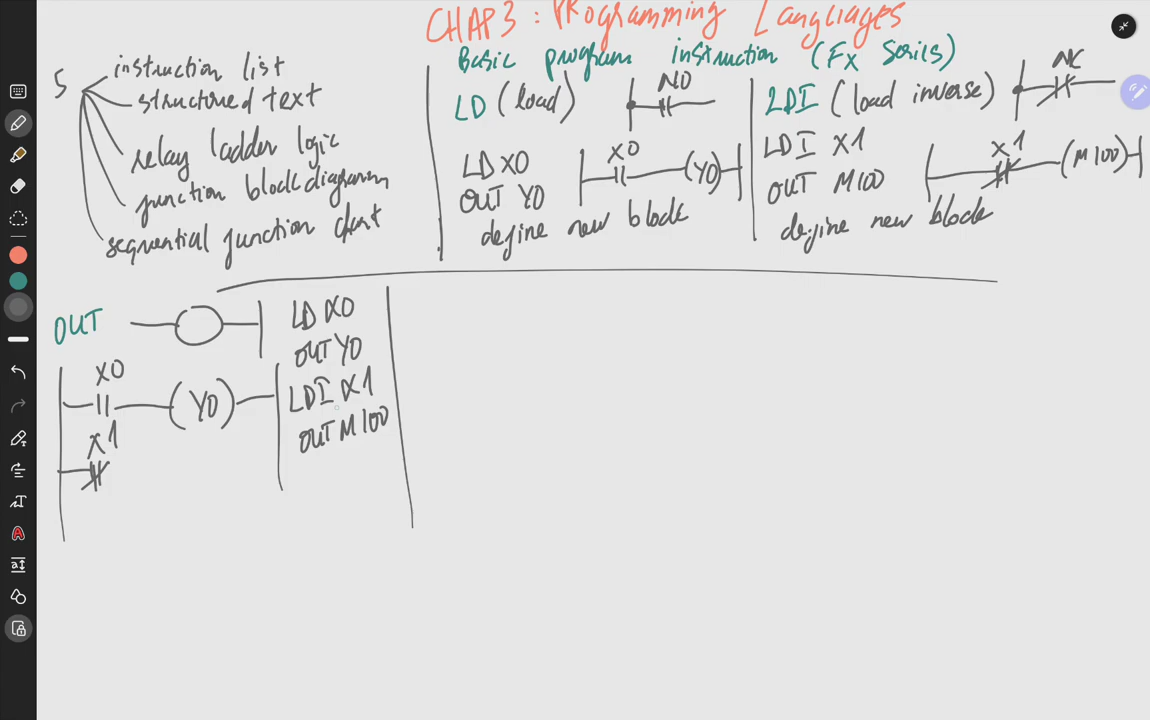 CHAP3 : PRogramming Languages
Basic program instruction (Fx Series)
5
instruction list
structured text
relay ladder logic
function block diagram
sequential function chart
LD (load)
NO
LD X0
OUT Y0
X0
(Y0)
define new block
LDI (load inverse)
NC
LDI X1
OUT M100
X1
(M100)
define new block
OUT
LD X0
OUT Y0
LDI X1
OUT M100
X0
(Y0)
X1